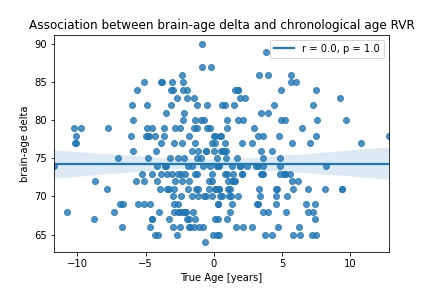 Association between brain-age delta and chronological age RVR
r = 0.0, p = 1.0
90
85
80
75
70
65
brain-age delta
−10
−5
0
5
10
True Age [years]